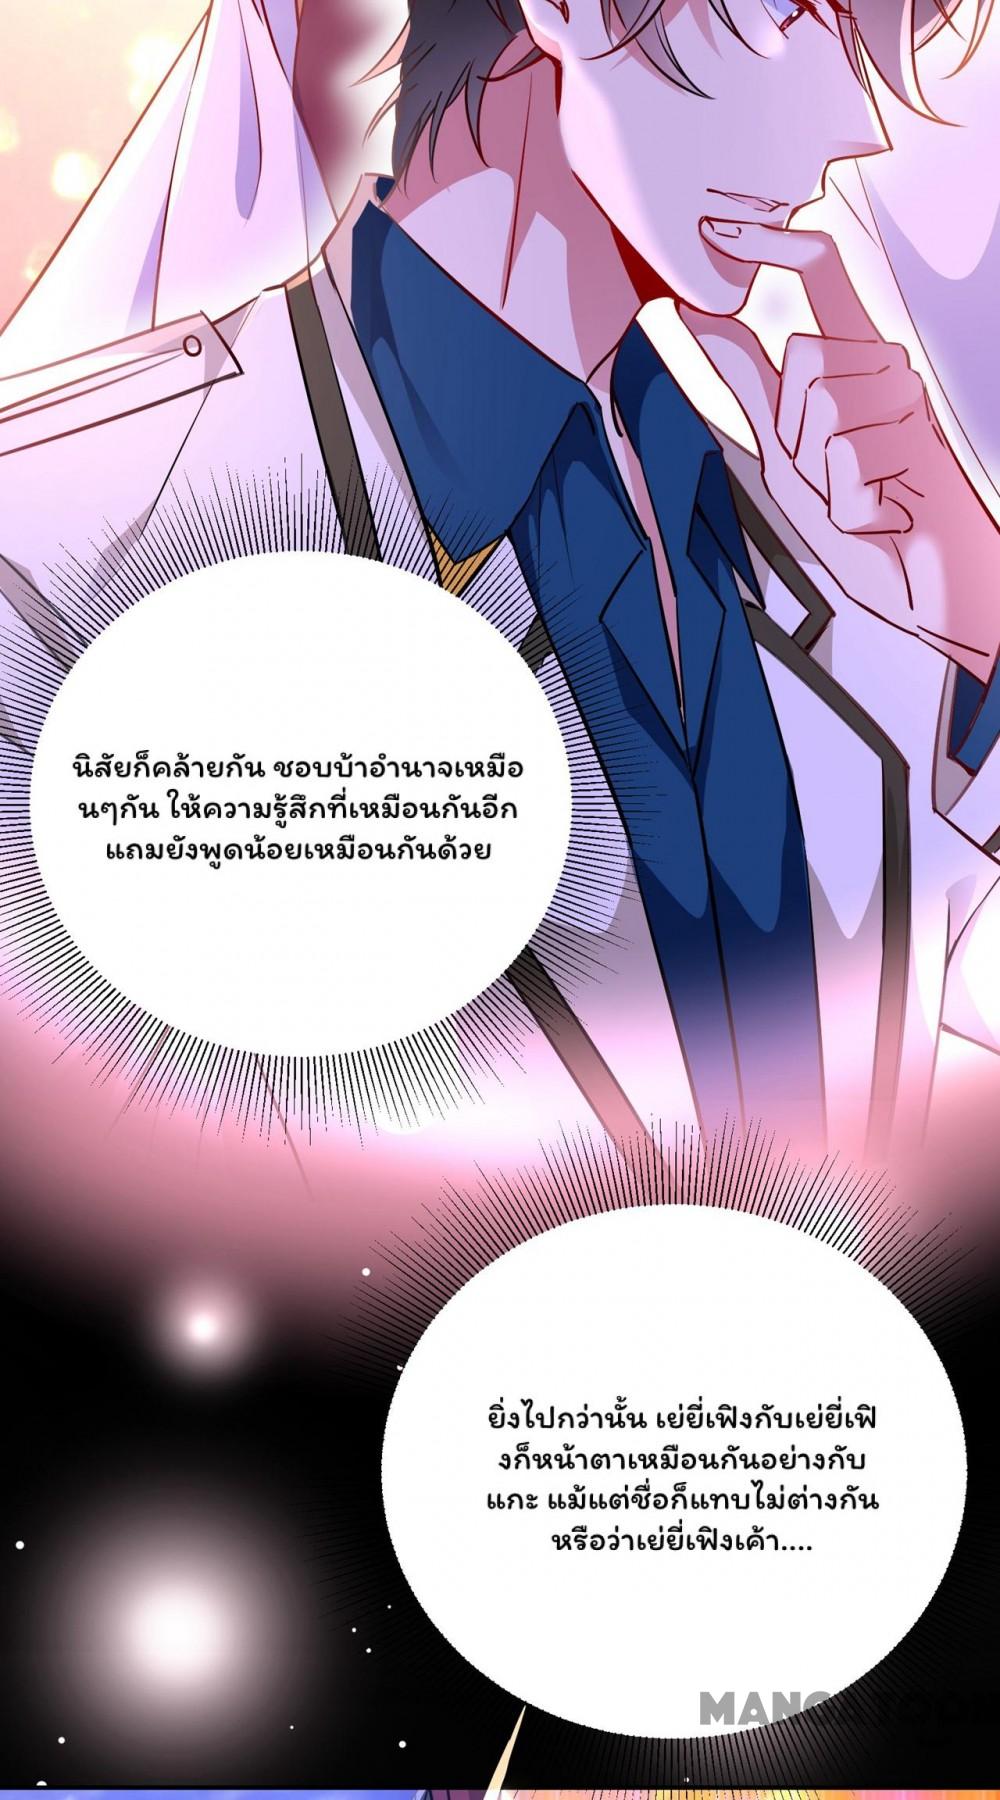 นิสัยก็คล้ายกัน ชอบบ้าอำนาจเหมือ
นๆกัน ให้ความรู้สึกที่เหมือนกันอีก
แถมยังพูดน้อยเหมือนกันด้วย
ยิ่งไปกว่านั้น เย่ยี่เฟิงกับเย่ยี่เฟิ
งก็หน้าตาเหมือนกันอย่างกับ
แกะ แม้แต่ชื่อก็แทบไม่ต่างกัน
หรือว่าเย่ยี่เฟิงเค้า....
MANGATOON